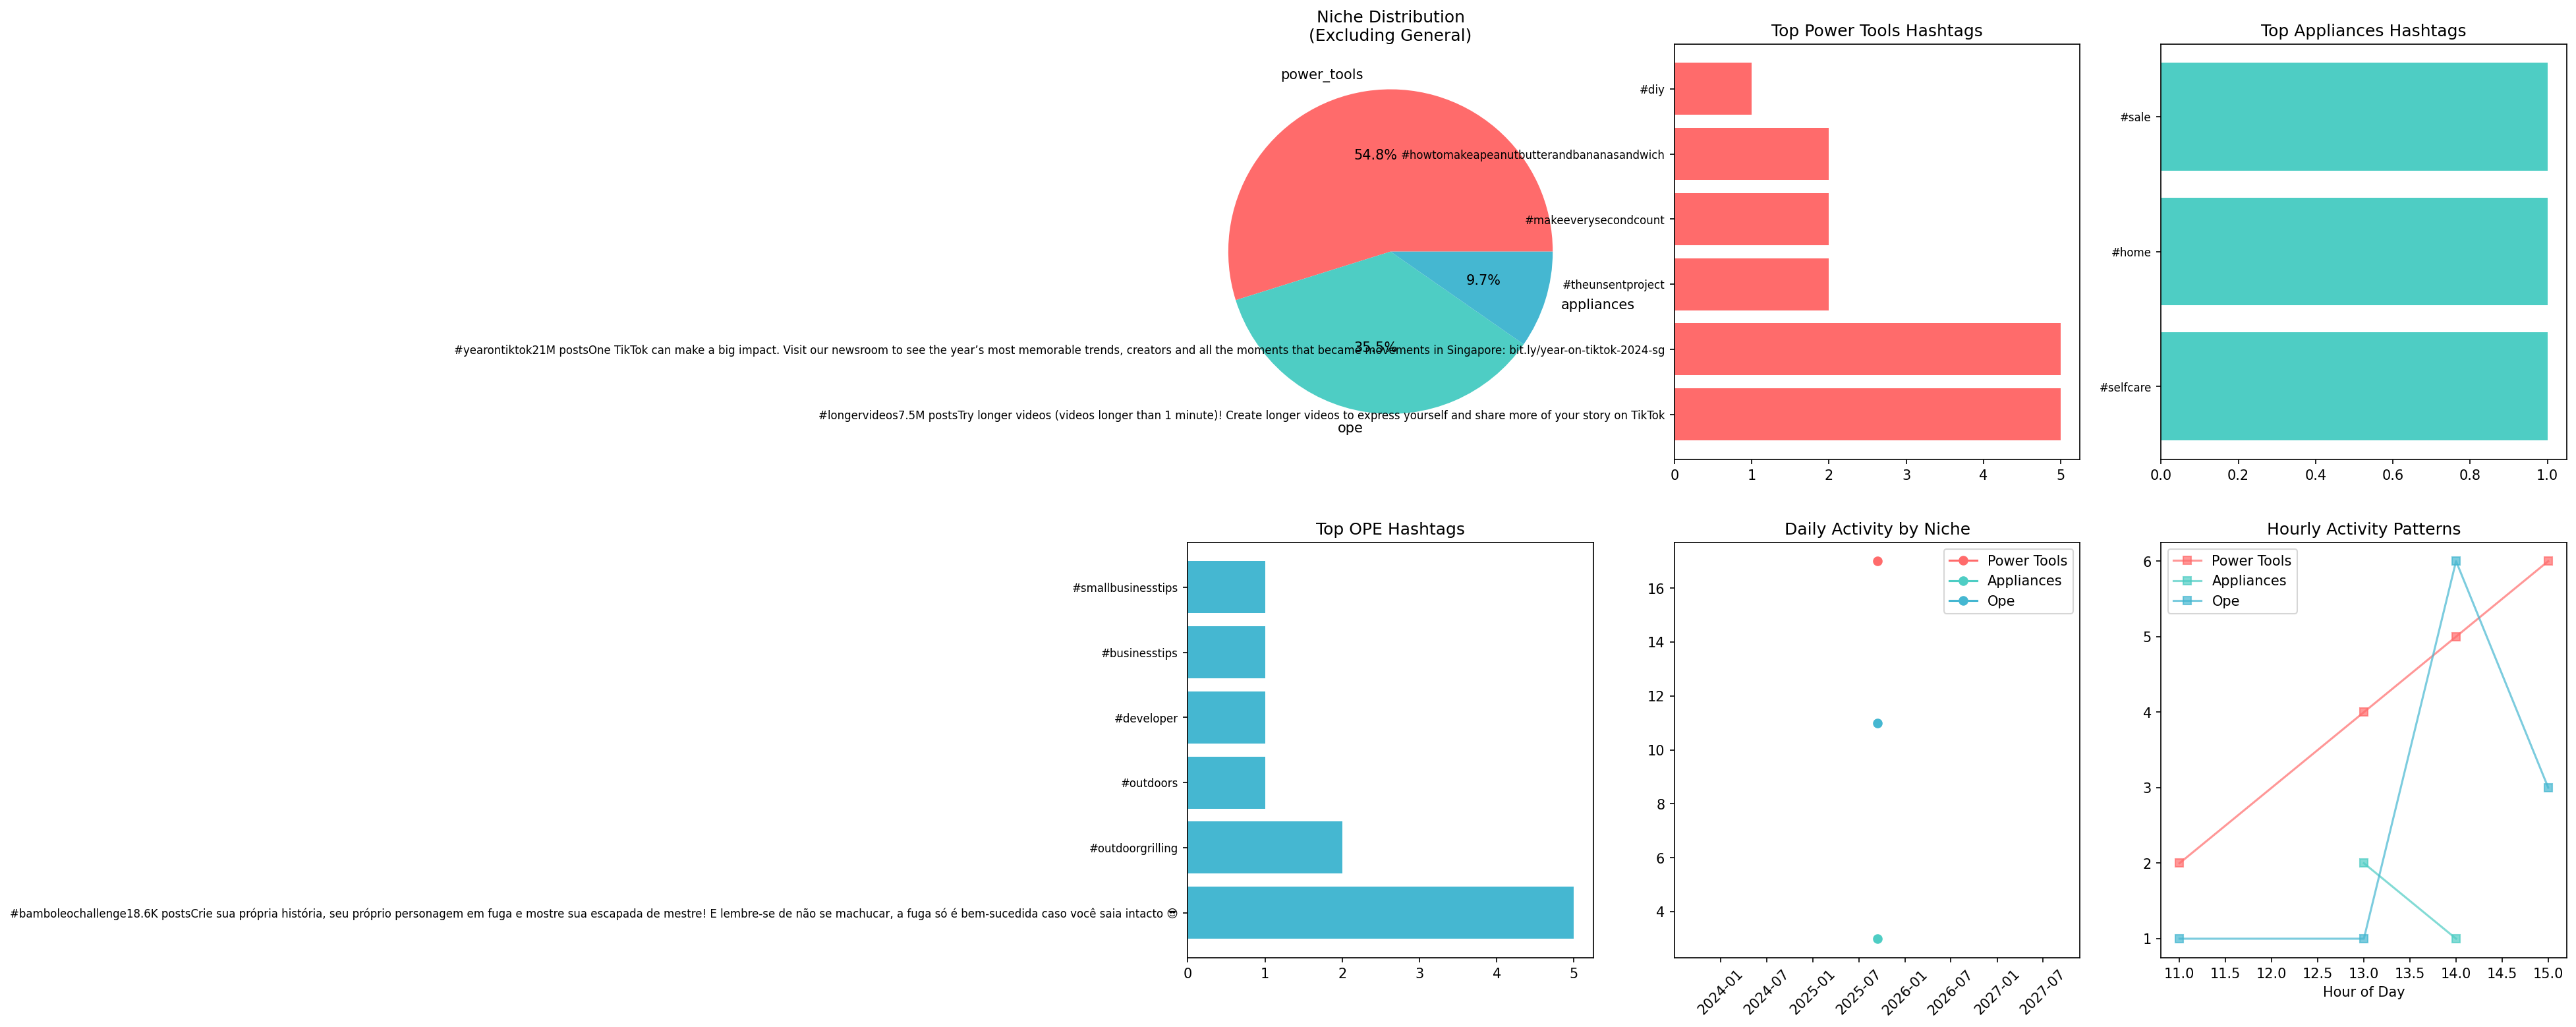 Niche Distribution
(Excluding General)
power_tools
54.8%
9.7%
appliances
35.5%
ope
Top Power Tools Hashtags
#diy
#howtomakeapeanutbutterandbananasandwich
#makeeverysecondcount
#theunsentproject
#yearontiktok21M postsOne TikTok can make a big impact. Visit our newsroom to see the year’s most memorable trends, creators and all the moments that became movements in Singapore: bit.ly/year-on-tiktok-2024-sg
#longervideos7.5M postsTry longer videos (videos longer than 1 minute)! Create longer videos to express yourself and share more of your story on TikTok
0 1 2 3 4 5
Top Appliances Hashtags
#sale
#home
#selfcare
0.0 0.2 0.4 0.6 0.8 1.0
Top OPE Hashtags
#smallbusinesstips
#businesstips
#developer
#outdoors
#outdoorgrilling
#bamboleochallenge18.6K postsCrie sua própria história, seu próprio personagem em fuga e mostre sua escapada de mestre! E lembre-se de não se machucar, a fuga só é bem-sucedida caso você saia intacto 😎
0 1 2 3 4 5
Daily Activity by Niche
Power Tools
Appliances
Ope
16
14
12
10
8
6
4
2024-01 2024-07 2025-01 2025-07 2026-01 2026-07 2027-01 2027-07
Hourly Activity Patterns
Power Tools
Appliances
Ope
6
5
4
3
2
1
11.0 11.5 12.0 12.5 13.0 13.5 14.0 14.5 15.0
Hour of Day